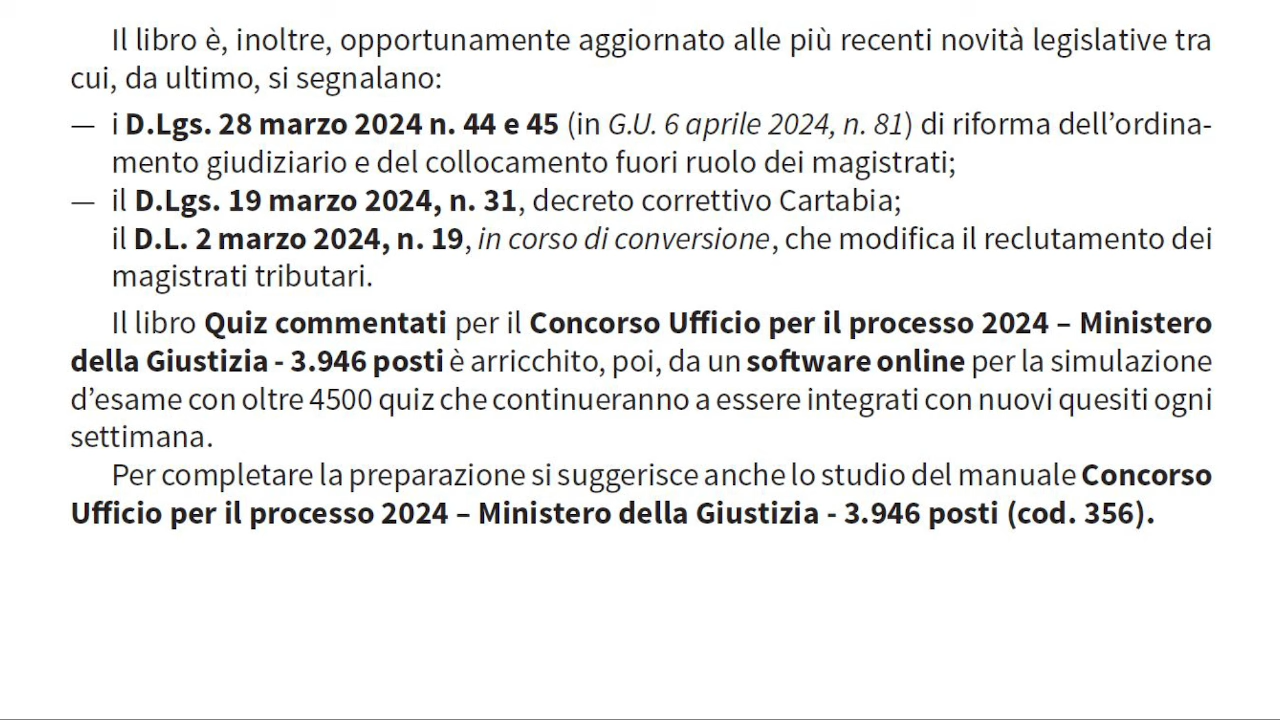 Il libro è, inoltre, opportunamente aggiornato alle più recenti novità legislative tra
cui, da ultimo, si segnalano:
— i D.Lgs. 28 marzo 2024 n. 44 e 45 (in G.U. 6 aprile 2024, n. 81) di riforma dell’ordina-
mento giudiziario e del collocamento fuori ruolo dei magistrati;
— il D.Lgs. 19 marzo 2024, n. 31, decreto correttivo Cartabia;
il D.L. 2 marzo 2024, n. 19, in corso di conversione, che modifica il reclutamento dei
magistrati tributari.
Il libro Quiz commentati per il Concorso Ufficio per il processo 2024 – Ministero
della Giustizia - 3.946 posti è arricchito, poi, da un software online per la simulazione
d’esame con oltre 4500 quiz che continueranno a essere integrati con nuovi quesiti ogni
settimana.
Per completare la preparazione si suggerisce anche lo studio del manuale Concorso
Ufficio per il processo 2024 – Ministero della Giustizia - 3.946 posti (cod. 356).